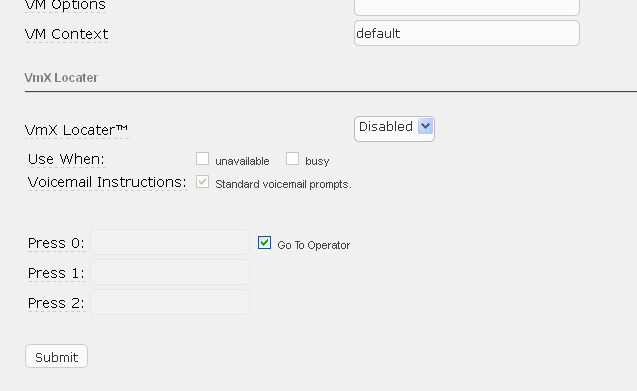 VM Options
VM Context default
VmX Locater
VmX Locater™ Disabled
Use When: unavailable busy
Voicemail Instructions: Standard voicemail prompts.
Press 0: Go To Operator
Press 1:
Press 2:
Submit